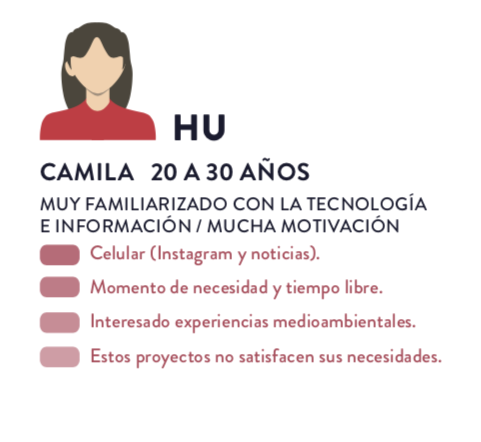 HU
CAMILA 20 A 30 AÑOS
MUY FAMILIARIZADO CON LA TECNOLOGÍA
E INFORMACIÓN / MUCHA MOTIVACIÓN
Celular (Instagram y noticias).
Momento de necesidad y tiempo libre.
Interesado experiencias medioambientales.
Estos proyectos no satisfacen sus necesidades.